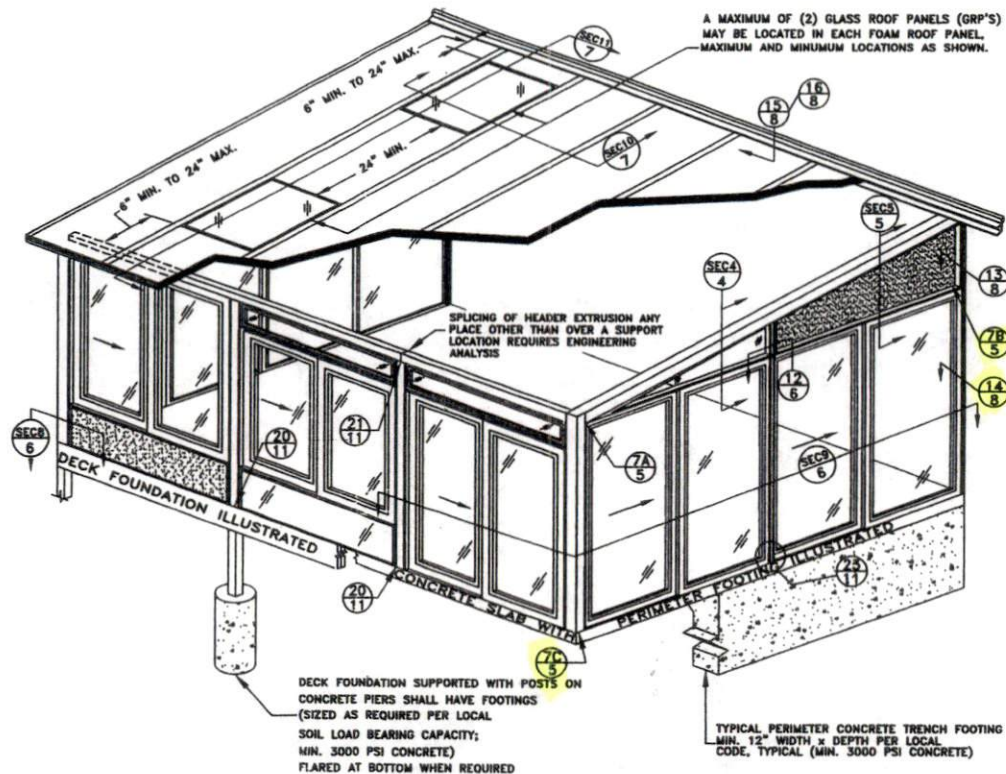 A MAXIMUM OF (2) GLASS ROOF PANELS (GRP'S)
MAY BE LOCATED IN EACH FOAM ROOF PANEL,
MAXIMUM AND MINUMUM LOCATIONS AS SHOWN.
SEC11
7
6" MIN. TO 24" MAX.
16
8
15
8
SEC10
7
24" MIN.
6" MIN. TO 24" MAX.
SEC5
5
SEC4
4
13
8
SPLICING OF HEADER EXTRUSION ANY
PLACE OTHER THAN OVER A SUPPORT
LOCATION REQUIRES ENGINEERING
ANALYSIS
7B
5
12
6
14
8
21
11
20
11
7A
5
SEC9
6
6
DECK FOUNDATION ILLUSTRATED
20
11
CONCRETE SLAB WITH
PERIMETER FOOTING ILLUSTRATED
11
7C
5
DECK FOUNDATION SUPPORTED WITH POSTS ON
CONCRETE PIERS SHALL HAVE FOOTINGS
(SIZED AS REQUIRED PER LOCAL
SOIL LOAD BEARING CAPACITY;
MIN. 3000 PSI CONCRETE)
FLARED AT BOTTOM WHEN REQUIRED
TYPICAL PERIMETER CONCRETE TRENCH FOOTING
MIN. 12" WIDTH x DEPTH PER LOCAL
CODE, TYPICAL (MIN. 3000 PSI CONCRETE)